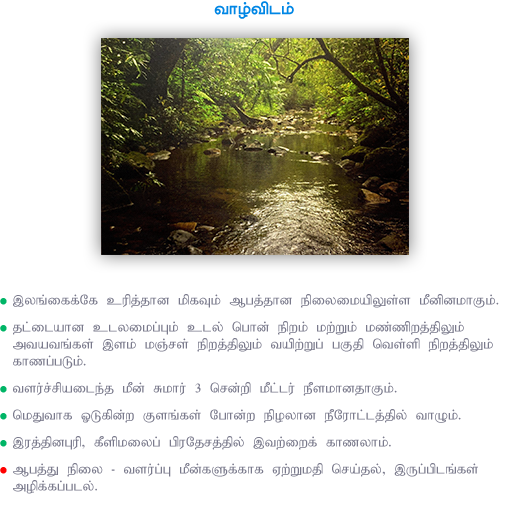 வாழ்விடம்
இலங்கைக்கே உரித்தான மிகவும் ஆபத்தான நிலைமையிலுள்ள மீனினமாகும்.
தட்டையான உடலமைப்பும் உடல் பொன் நிறம் மற்றும் மண்ணிறத்திலும்
அவயவங்கள் இளம் மஞ்சள் நிறத்திலும் வயிற்றுப் பகுதி வெள்ளி நிறத்திலும்
காணப்படும்.
வளர்ச்சியடைந்த மீன் சுமார் 3 சென்றி மீட்டர் நீளமானதாகும்.
மெதுவாக ஓடுகின்ற குளங்கள் போன்ற நிழலான நீரோட்டத்தில் வாழும்.
இரத்தினபுரி, கீளிமலைப் பிரதேசத்தில் இவற்றைக் காணலாம்.
ஆபத்து நிலை - வளர்ப்பு மீன்களுக்காக ஏற்றுமதி செய்தல், இருப்பிடங்கள்
அழிக்கப்படல்.